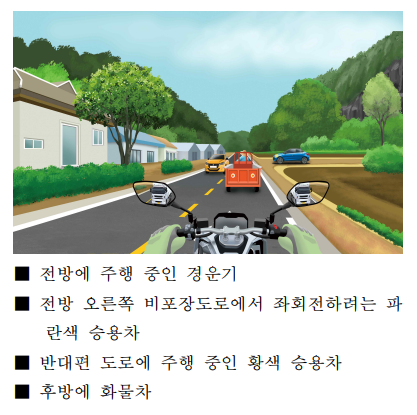 ■ 전방에 주행 중인 경운기
■ 전방 오른쪽 비포장도로에서 좌회전하려는 파
란색 승용차
■ 반대편 도로에 주행 중인 황색 승용차
■ 후방에 화물차